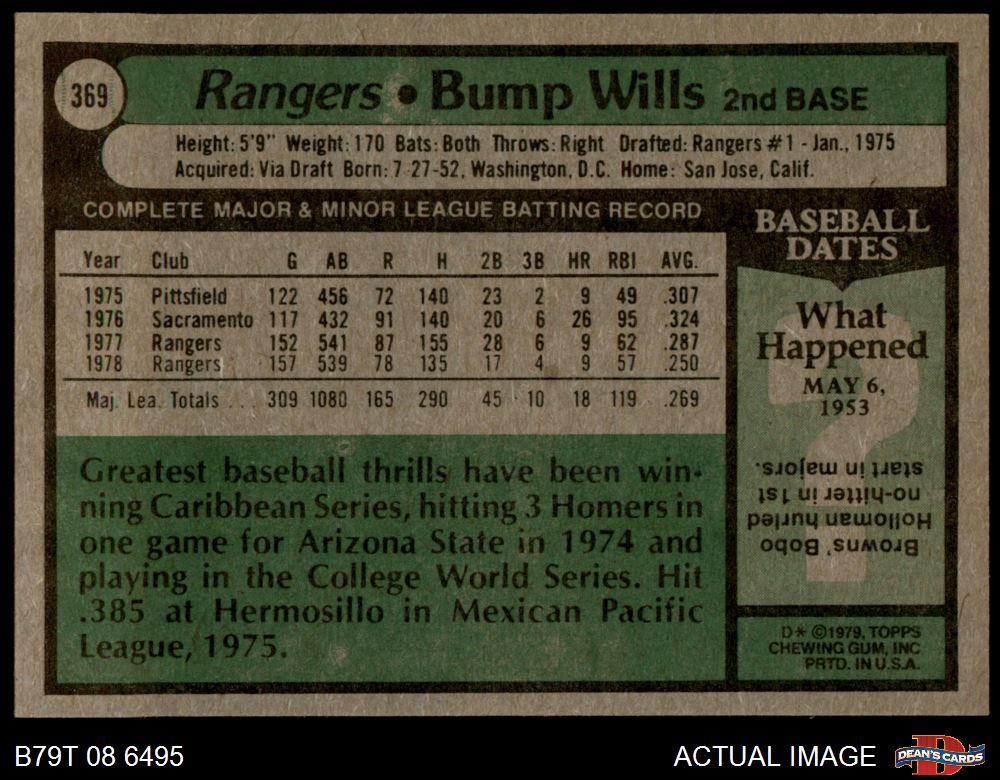 369
Rangers • Bump Wills 2nd BASE
Height: 5'9" Weight: 170 Bats: Both Throws: Right Drafted: Rangers #1 - Jan., 1975
Acquired: Via Draft Born: 7-27-52, Washington, D.C. Home: San Jose, Calif.
COMPLETE MAJOR & MINOR LEAGUE BATTING RECORD
Year Club G AB R H 2B 3B HR RBI AVG.
1975 Pittsfield 122 456 72 140 23 2 9 49 .307
1976 Sacramento 117 432 91 140 20 6 26 95 .324
1977 Rangers 152 541 87 155 28 6 9 62 .287
1978 Rangers 157 539 78 135 17 4 9 57 .250
Maj. Lea. Totals ... 309 1080 165 290 45 10 18 119 .269
Greatest baseball thrills have been win-
ning Caribbean Series, hitting 3 Homers in
one game for Arizona State in 1974 and
playing in the College World Series. Hit
.385 at Hermosillo in Mexican Pacific
League, 1975.
BASEBALL
DATES
What
Happened
MAY 6,
1953
Browns' Bobo
Holloman hurled
no-hitter in 1st
start in majors.
D* ©1979, TOPPS
CHEWING GUM, INC
PRTD. IN U.S.A.
B79T 08 6495
ACTUAL IMAGE
D
DEAN'S CARDS